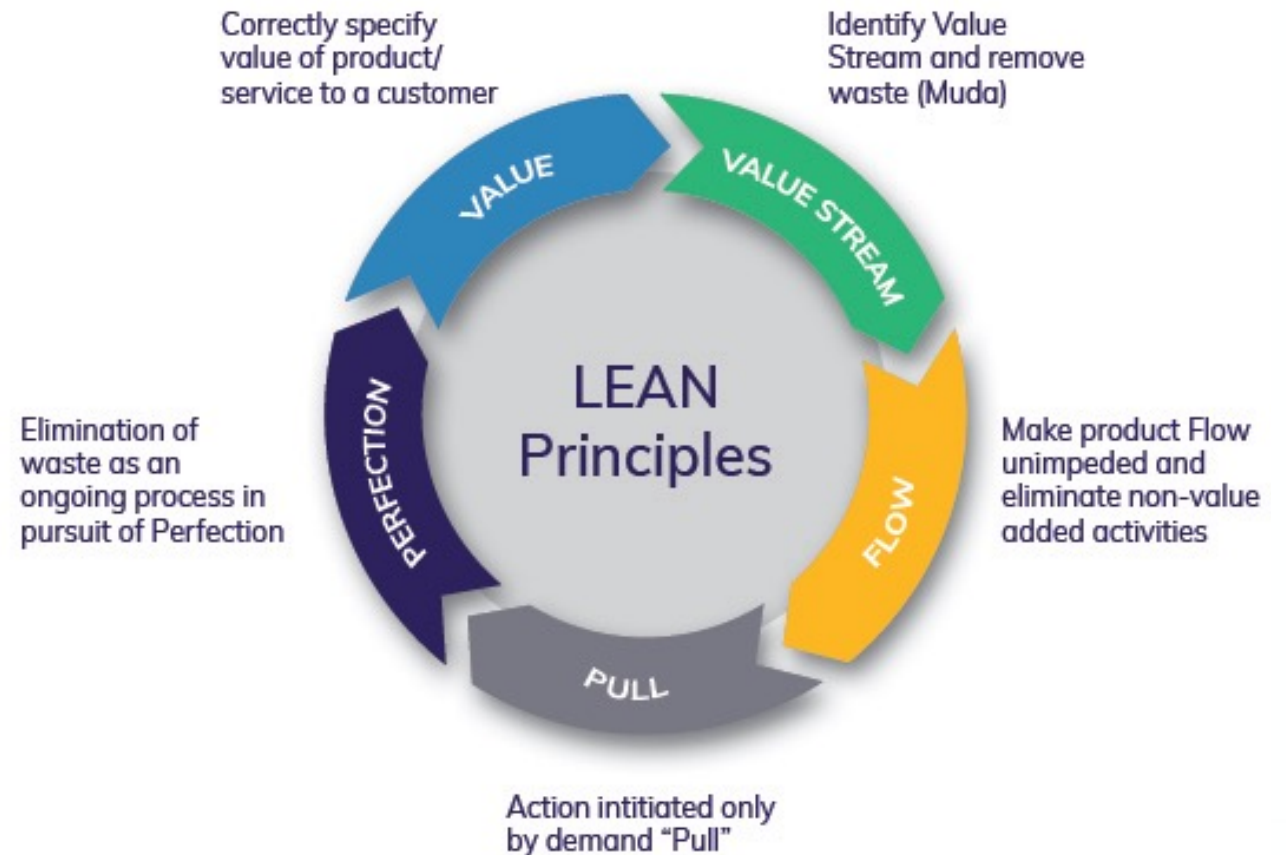 Correctly specify
value of product/
service to a customer
Identify Value
Stream and remove
waste (Muda)
VALUE
VALUE STREAM
LEAN
Principles
PERFECTION
FLOW
PULL
Elimination of
waste as an
ongoing process in
pursuit of Perfection
Make product Flow
unimpeded and
eliminate non-value
added activities
Action intitiated only
by demand “Pull”